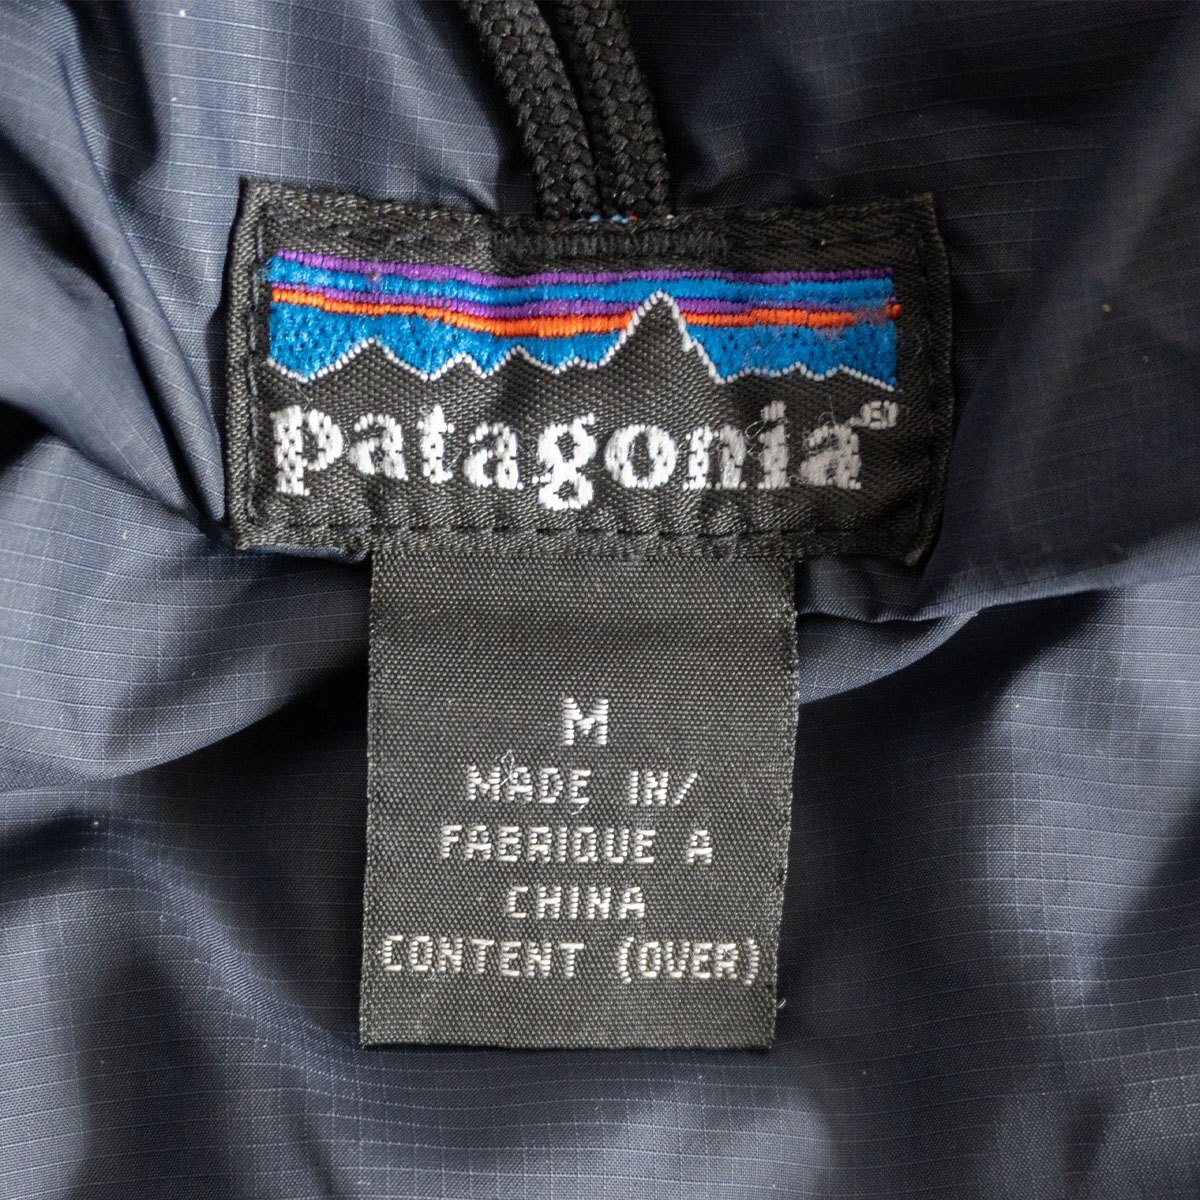 patagonia®
M
MADE IN/
FABRIQUE A
CHINA
CONTENT (OVER)